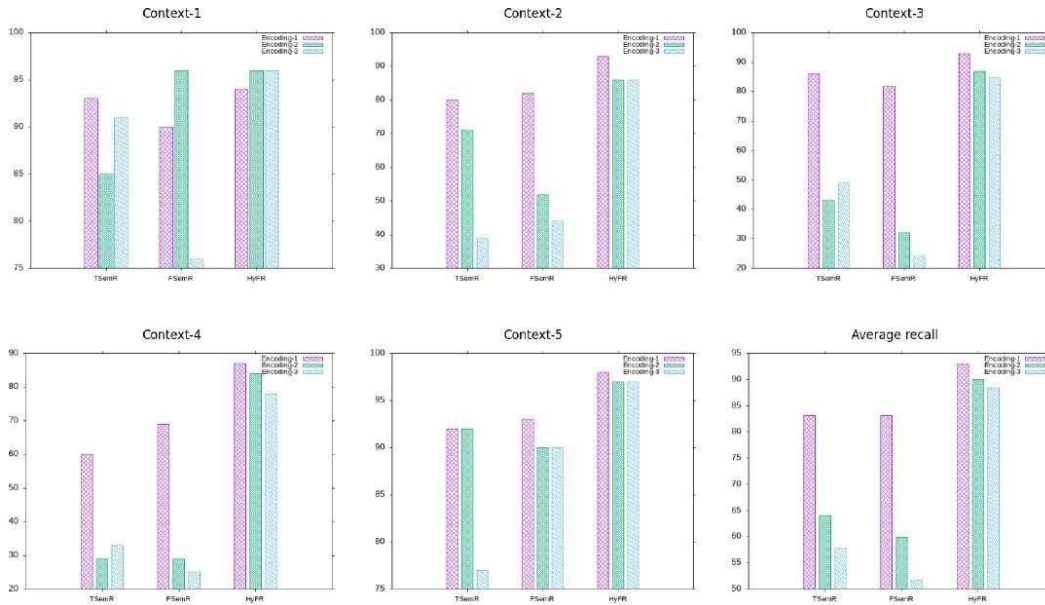 Context-1
100
95
90
85
80
75
Encoding-1
Encoding-2
Encoding-3
TSemR
FSemR
HyFR
Context-2
100
90
80
70
60
50
40
30
Encoding-1
Encoding-2
Encoding-3
TSemR
FSemR
HyFR
Context-3
100
90
80
70
60
50
40
30
20
Encoding-1
Encoding-2
Encoding-3
TSemR
FSemR
HyFR
Context-4
90
80
70
60
50
40
30
20
Encoding-1
Encoding-2
Encoding-3
TSemR
FSemR
HyFR
Context-5
100
95
90
85
80
75
Encoding-1
Encoding-2
Encoding-3
TSemR
FSemR
HyFR
Average recall
95
90
85
80
75
70
65
60
55
50
Encoding-1
Encoding-2
Encoding-3
TSemR
FSemR
HyFR